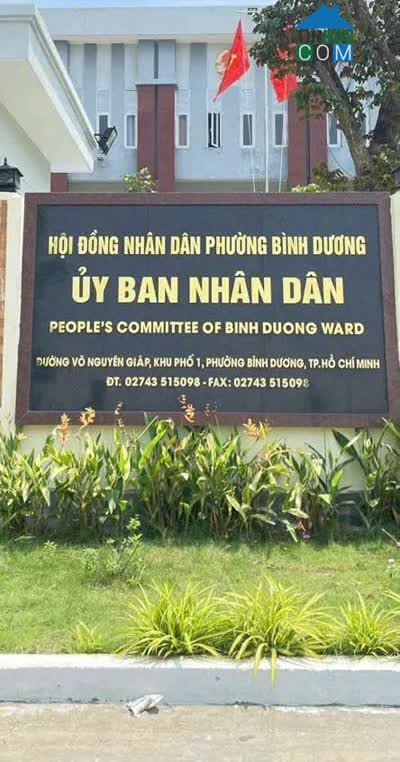 COM
HỘI ĐỒNG NHÂN DÂN PHƯỜNG BÌNH DƯƠNG
ỦY BAN NHÂN DÂN
PEOPLE'S COMMITTEE OF BINH DUONG WARD
ĐƯỜNG VÕ NGUYÊN GIÁP, KHU PHỐ 1, PHƯỜNG BÌNH DƯƠNG, TP.HỒ CHÍ MINH
ĐT. 02743 515098 - FAX: 02743 515098